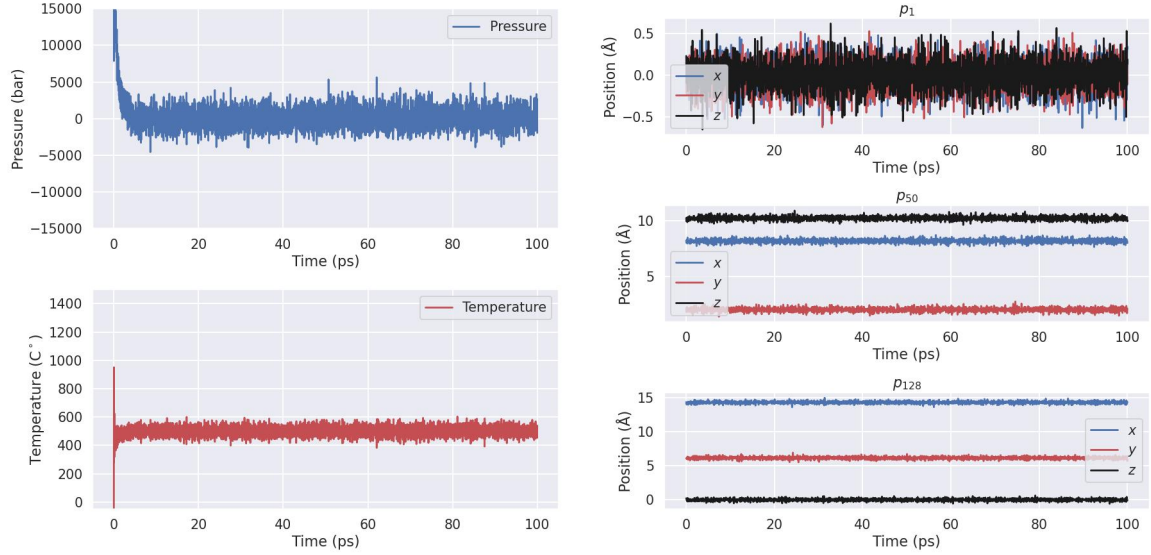 15000
10000
5000
0
−5000
−10000
−15000
Pressure (bar)
Pressure
0 20 40 60 80 100
Time (ps)
1400
1200
1000
800
600
400
200
0
Temperature (C°)
Temperature
0 20 40 60 80 100
Time (ps)
p₁
0.5
0.0
−0.5
Position (Å)
x
y
z
0 20 40 60 80 100
Time (ps)
p₅₀
10
5
Position (Å)
x
y
z
0 20 40 60 80 100
Time (ps)
p₁₂₈
15
10
5
0
Position (Å)
x
y
z
0 20 40 60 80 100
Time (ps)